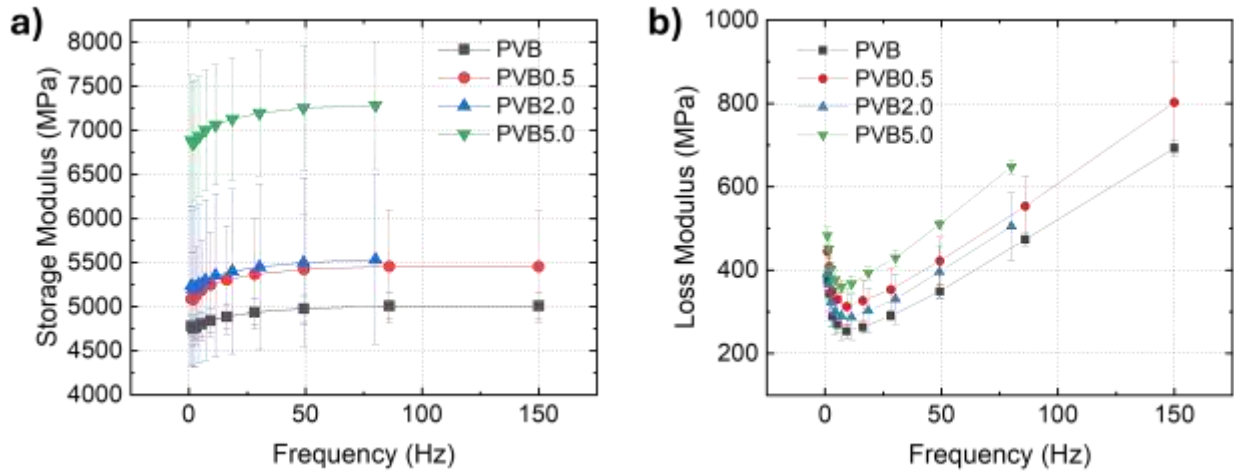 a)
Storage Modulus (MPa)
8000
7500
7000
6500
6000
5500
5000
4500
4000
PVB
PVB0.5
PVB2.0
PVB5.0
0
50
100
150
Frequency (Hz)
b)
Loss Modulus (MPa)
1000
800
600
400
200
PVB
PVB0.5
PVB2.0
PVB5.0
0
50
100
150
Frequency (Hz)